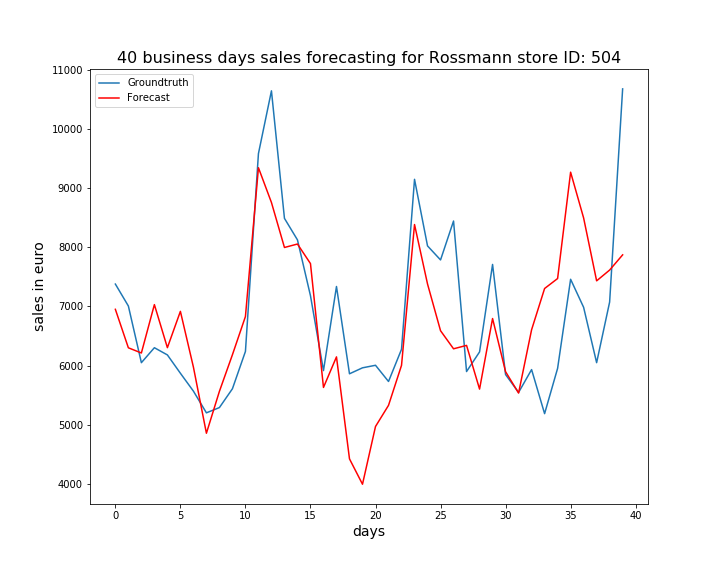 40 business days sales forecasting for Rossmann store ID: 504
Groundtruth
Forecast
11000
10000
9000
8000
7000
6000
5000
4000
sales in euro
0 5 10 15 20 25 30 35 40
days